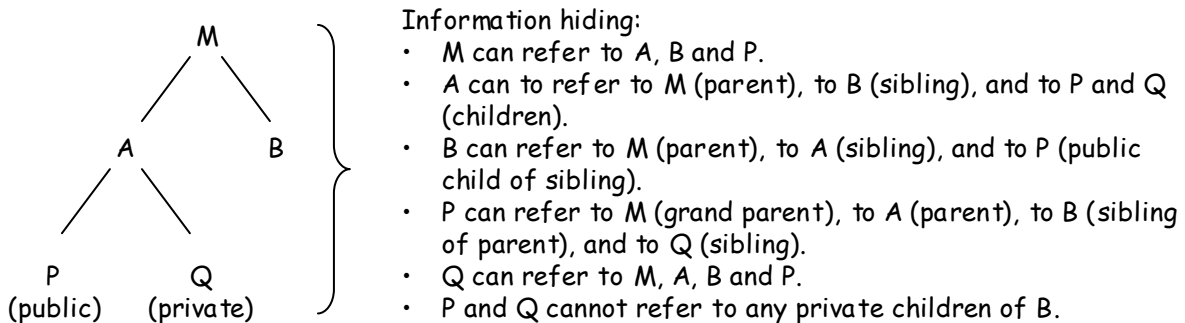 M
A B
P Q
(public) (private)
Information hiding:
• M can refer to A, B and P.
• A can to refer to M (parent), to B (sibling), and to P and Q
(children).
• B can refer to M (parent), to A (sibling), and to P (public
child of sibling).
• P can refer to M (grand parent), to A (parent), to B (sibling
of parent), and to Q (sibling).
• Q can refer to M, A, B and P.
• P and Q cannot refer to any private children of B.